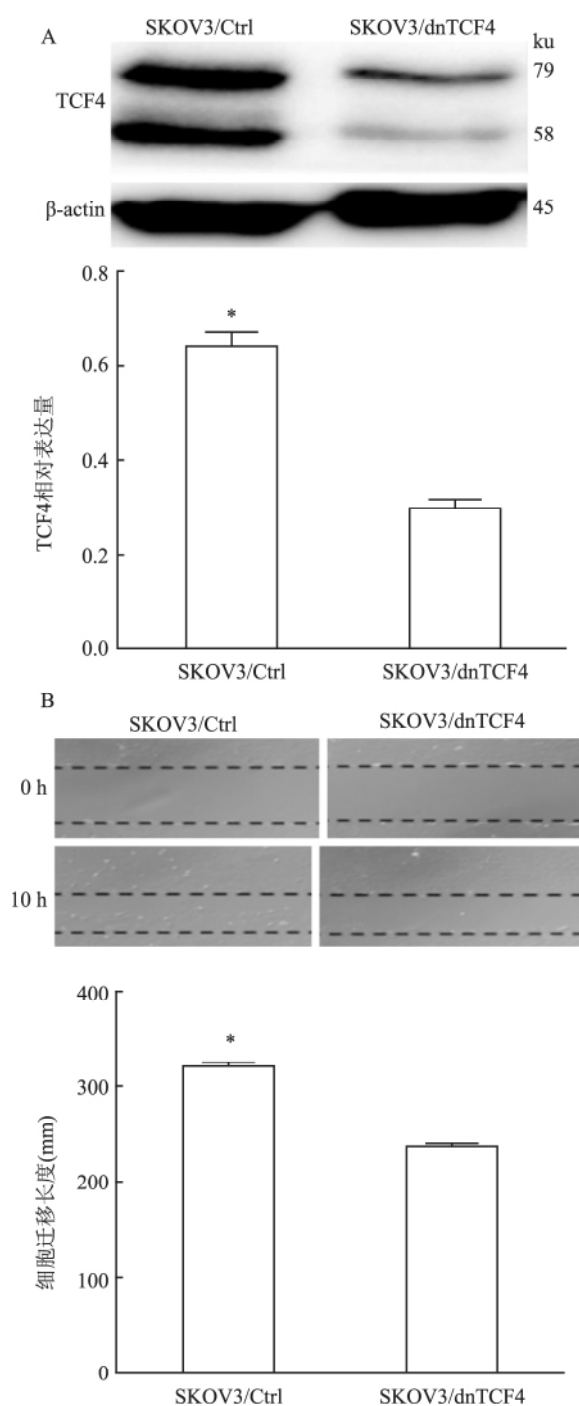 A
SKOV3/Ctrl SKOV3/dnTCF4 ku
TCF4
79
58
β-actin 45
0.8
0.6
0.4
0.2
0.0
*
TCF4相对表达量
SKOV3/Ctrl SKOV3/dnTCF4
B
SKOV3/Ctrl SKOV3/dnTCF4
0 h
10 h
400
300
200
100
0
*
细胞迁移长度(mm)
SKOV3/Ctrl SKOV3/dnTCF4